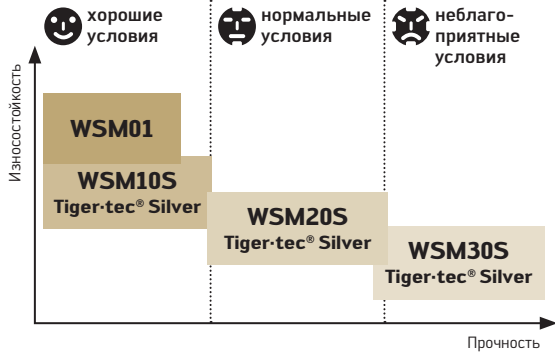 хорошие
условия
нормальные
условия
неблаго-
приятные
условия
Износостойкость
WSM01
WSM10S
Tiger·tec® Silver
WSM20S
Tiger·tec® Silver
WSM30S
Tiger·tec® Silver
Прочность